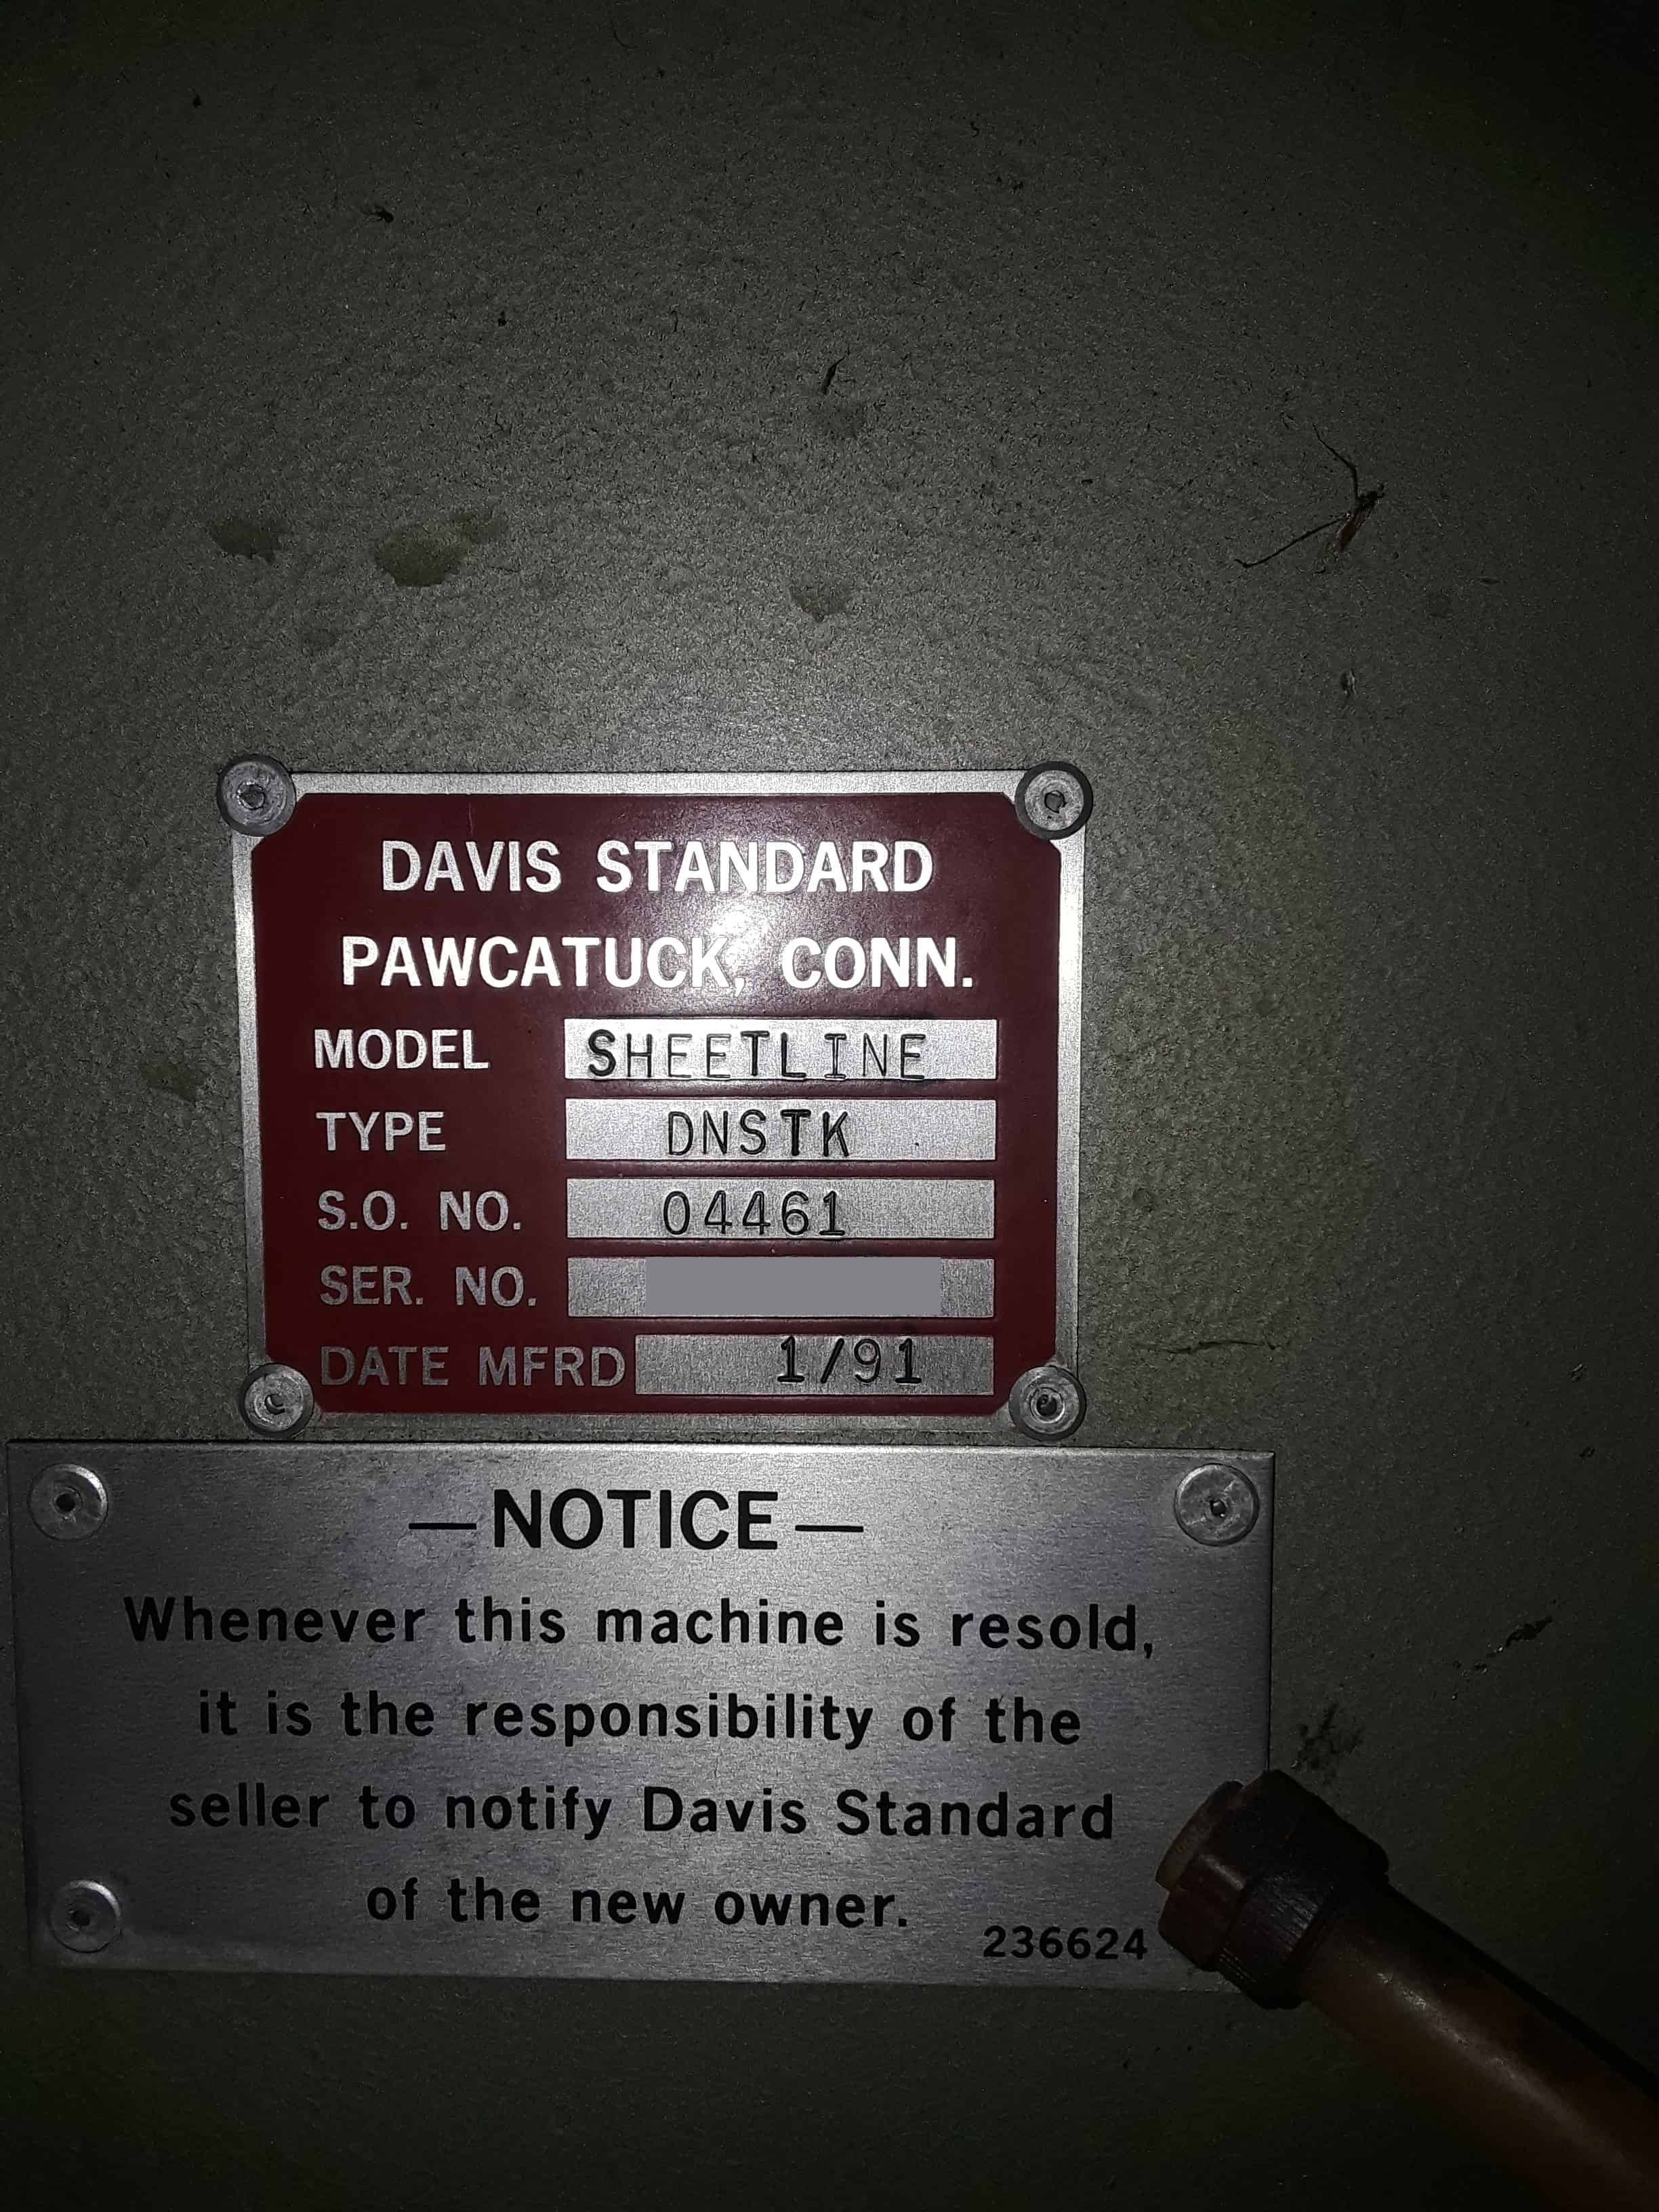 DAVIS STANDARD
PAWCATUCK, CONN.
MODEL SHEETLINE
TYPE DNSTK
S.O. NO. 04461
SER. NO.
DATE MFRD 1/91
—NOTICE—
Whenever this machine is resold,
it is the responsibility of the
seller to notify Davis Standard
of the new owner.
236624